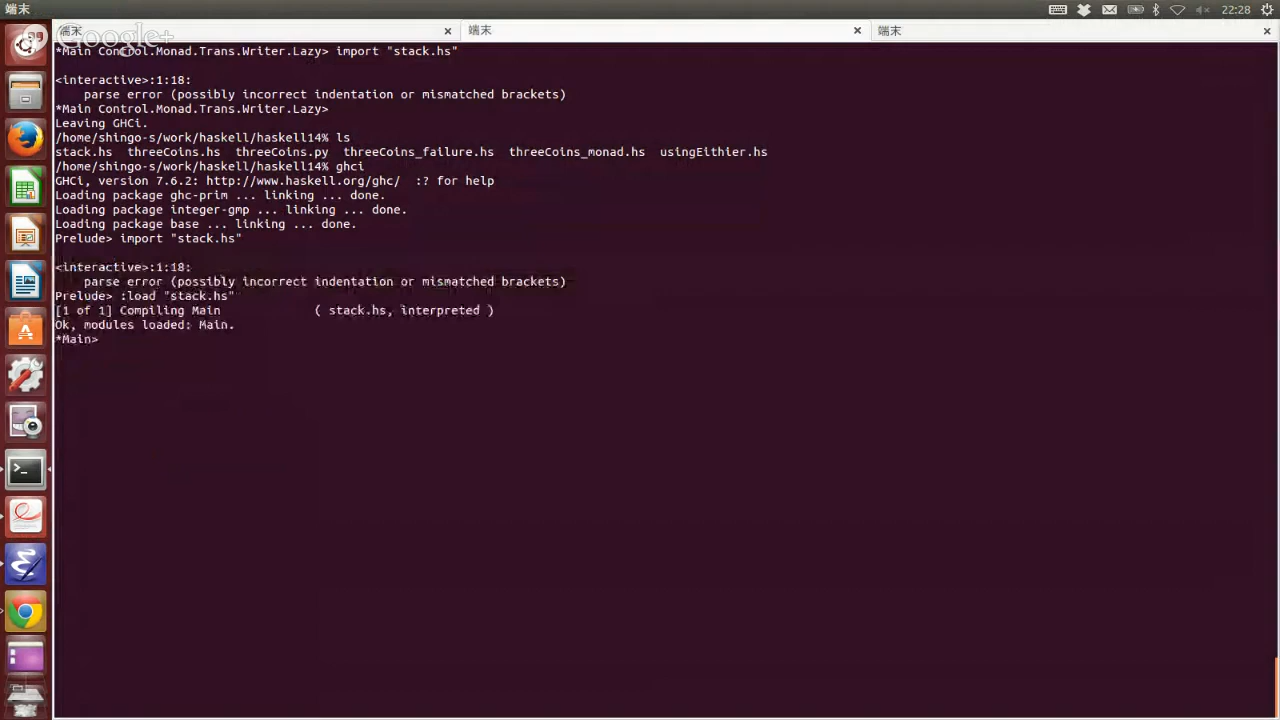 端末
22:28
端末
端末
端末
Google+
*Main Control.Monad.Trans.Writer.Lazy> import "stack.hs"
<interactive>:1:18:
parse error (possibly incorrect indentation or mismatched brackets)
*Main Control.Monad.Trans.Writer.Lazy>
Leaving GHCi.
/home/shingo-s/work/haskell/haskell14% ls
stack.hs threeCoins.hs threeCoins.py threeCoins_failure.hs threeCoins_monad.hs usingEithier.hs
/home/shingo-s/work/haskell/haskell14% ghci
GHCi, version 7.6.2: http://www.haskell.org/ghc/ :? for help
Loading package ghc-prim ... linking ... done.
Loading package integer-gmp ... linking ... done.
Loading package base ... linking ... done.
Prelude> import "stack.hs"
<interactive>:1:18:
parse error (possibly incorrect indentation or mismatched brackets)
Prelude> :load "stack.hs"
[1 of 1] Compiling Main ( stack.hs, interpreted )
Ok, modules loaded: Main.
*Main>